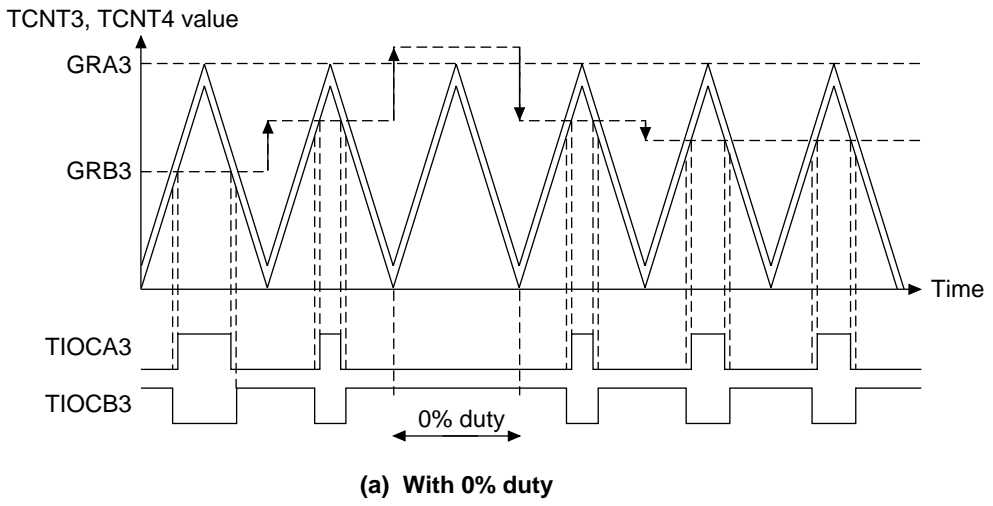 TCNT3, TCNT4 value
GRA3
GRB3
Time
TIOCA3
TIOCB3
0% duty
(a) With 0% duty